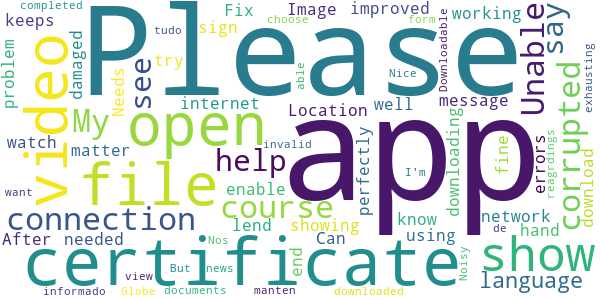 completed
keeps
Please
Fix
Image
improved
working
tudo
sign
choose
form
Downloadable
Unable
say
problem
video
damaged
Needs
see
try
able
Nice
message
exhausting
internet
Location
well
My
open
app
corrupted
watch
matter
help
invalid
perfectly
I'm
downloading
errors
fine
reagrdings
download
file
enable
want
connection
course
lend
showing
know
network
de
hand
After
needed
Can
using
certificate
Nos
end
But
news
Noisy
show
language
view
informado
Globe
documents
manten
downloaded